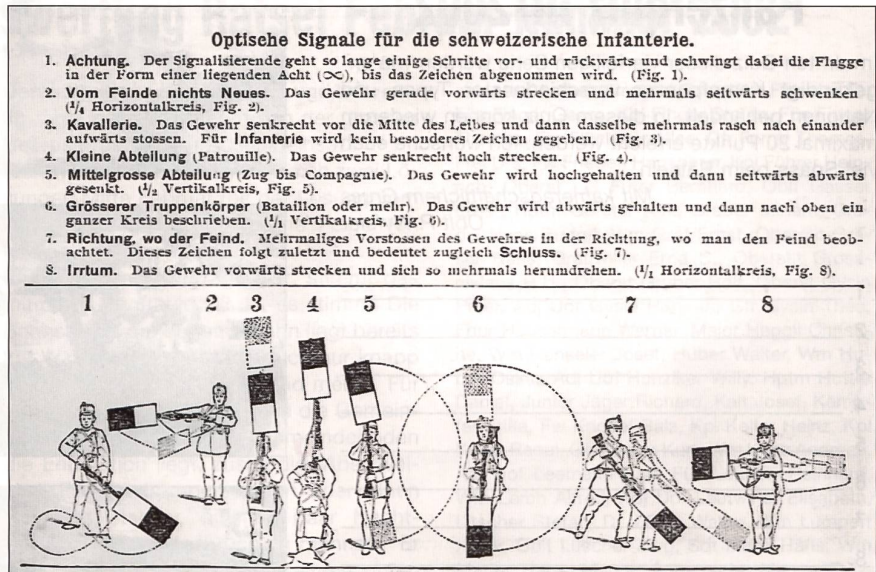 Optische Signale für die schweizerische Infanterie.
1. Achtung. Der Signalisierende geht so lange einige Schritte vor- und rückwärts und schwingt dabei die Flagge
in der Form einer liegenden Acht (∞), bis das Zeichen abgenommen wird. (Fig. 1).
2. Vom Feinde nichts Neues. Das Gewehr gerade vorwärts strecken und mehrmals seitwärts schwenken
(¼ Horizontalkreis, Fig. 2).
3. Kavallerie. Das Gewehr senkrecht vor die Mitte des Leibes und dann dasselbe mehrmals rasch nach einander
aufwärts stossen. Für Infanterie wird kein besonderes Zeichen gegeben. (Fig. 3).
4. Kleine Abteilung (Patrouille). Das Gewehr senkrecht hoch strecken. (Fig. 4).
5. Mittelgrosse Abteilung (Zug bis Compagnie). Das Gewehr wird hochgehalten und dann seitwärts abwärts
gesenkt. (½ Vertikalkreis, Fig. 5).
6. Grösserer Truppenkörper (Bataillon oder mehr). Das Gewehr wird abwärts gehalten und dann nach oben ein
ganzer Kreis beschrieben. (1/1 Vertikalkreis, Fig. 6).
7. Richtung, wo der Feind. Mehrmaliges Vorstossen des Gewehres in der Richtung, wo man den Feind beob-
achtet. Dieses Zeichen folgt zuletzt und bedeutet zugleich Schluss. (Fig. 7).
8. Irrtum. Das Gewehr vorwärts strecken und sich so mehrmals herumdrehen. (1/1 Horizontalkreis, Fig. 8).
1 2 3 4 5 6 7 8